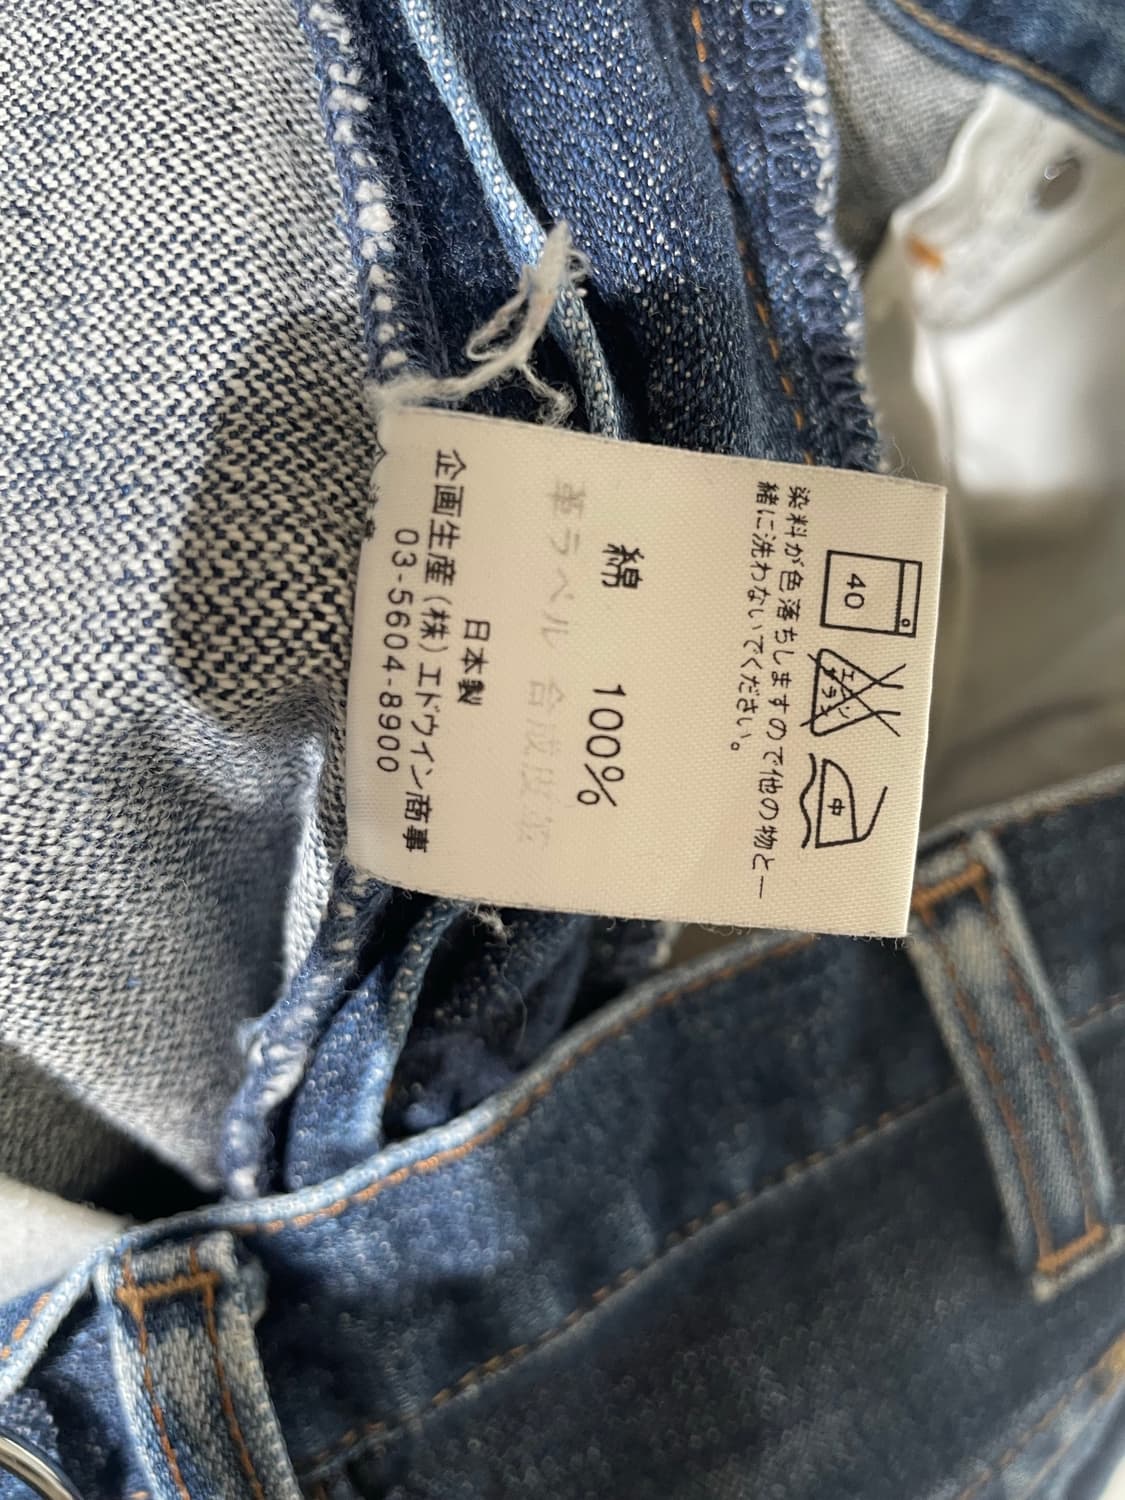 40
エンソサラシ
中
染料が色落ちしますので他の物と一
緒に洗わないでください。
綿 100%
革ラベル 合成皮革
日本製
企画生産(株)エドウイン商事
03-5604-8900